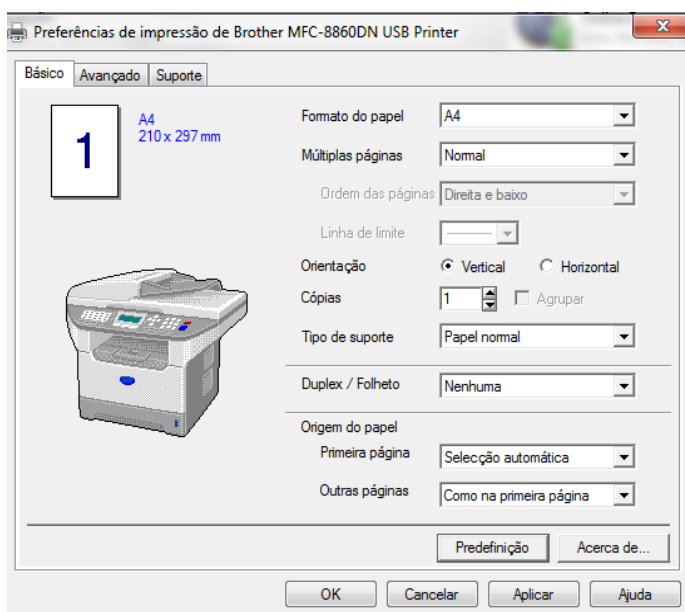 Preferências de impressão de Brother MFC-8860DN USB Printer
Básico Avançado Suporte
1
A4
210 x 297 mm
Formato do papel A4
Múltiplas páginas Normal
Ordem das páginas Direita e baixo
Linha de limite
Orientação Vertical Horizontal
Cópias 1 Agrupar
Tipo de suporte Papel normal
Duplex / Folheto Nenhuma
Origem do papel
Primeira página Selecção automática
Outras páginas Como na primeira página
Predefinição Acerca de...
OK Cancelar Aplicar Ajuda